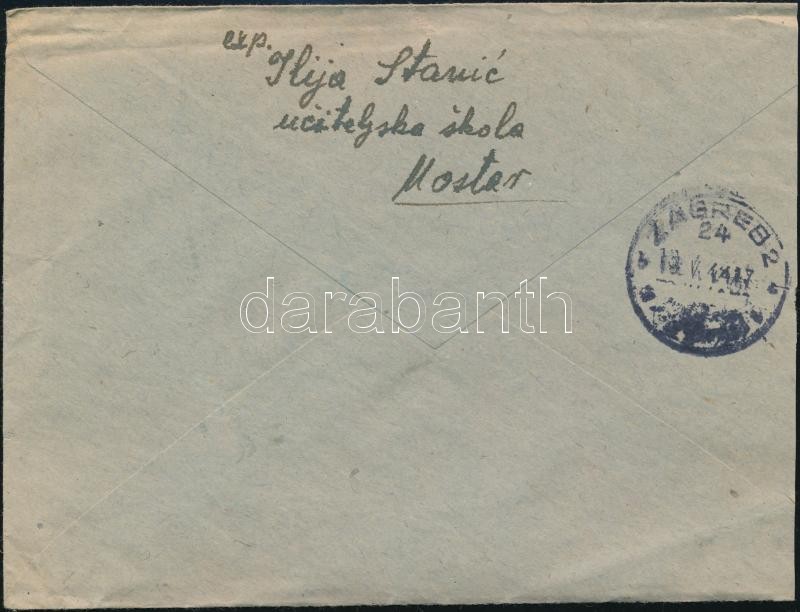 exp.
Ilija Stanić
učiteljska škola
Mostar
ZAGREB 2
24
darabanth